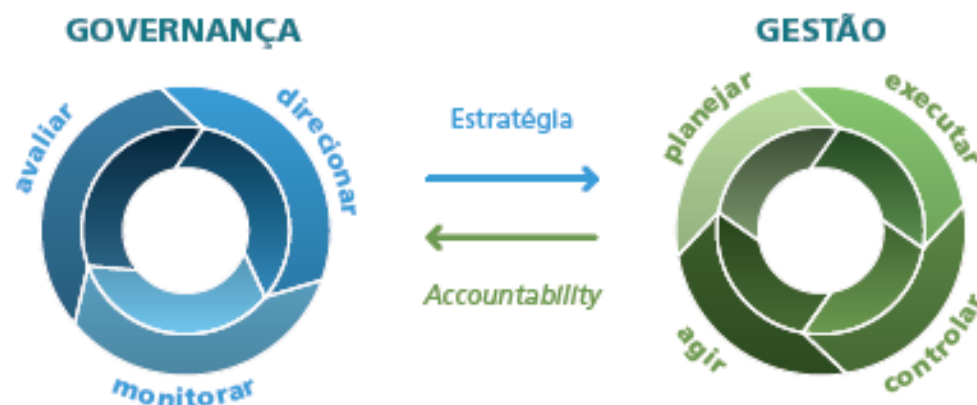 GOVERNANÇA
avaliar
direcionar
monitorar
Estratégia
Accountability
GESTÃO
planejar
executar
controlar
agir